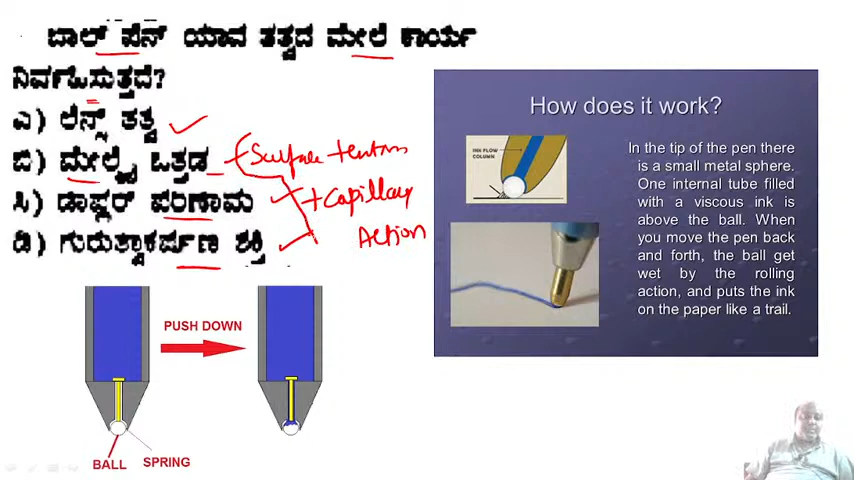 ಬಾಲ್ ಪೆನ್ ಯಾವ ತತ್ವದ ಮೇಲೆ ಕಾರ್ಯ
ನಿರ್ವಹಿಸುತ್ತದೆ?
ಎ) ಲೆನ್ಸ್ ತತ್ವ
ಬಿ) ಮೇಲ್ಮೈ ಒತ್ತಡ
Surface tention
ಸಿ) ಡಾಪ್ಲರ್ ಪರಿಣಾಮ
+ Capillary
Action
ಡಿ) ಗುರುತ್ವಾಕರ್ಷಣ ಶಕ್ತಿ
How does it work?
INK FLOW
COLUMN
In the tip of the pen there
is a small metal sphere.
One internal tube filled
with a viscous ink is
above the ball. When
you move the pen back
and forth, the ball get
wet by the rolling
action, and puts the ink
on the paper like a trail.
PUSH DOWN
BALL
SPRING